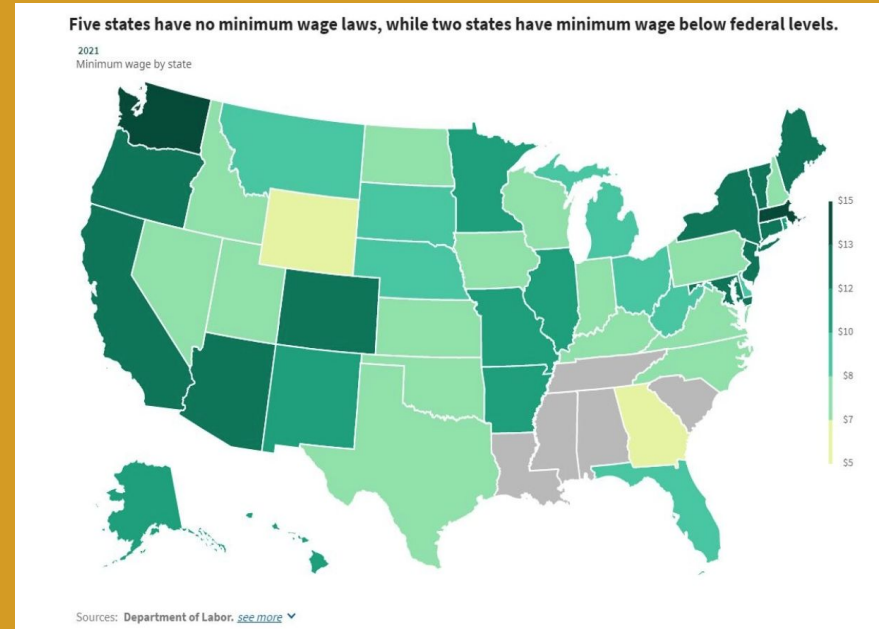 Five states have no minimum wage laws, while two states have minimum wage below federal levels.
2021
Minimum wage by state
$15
$13
$12
$10
$8
$7
$5
Sources: Department of Labor. see more